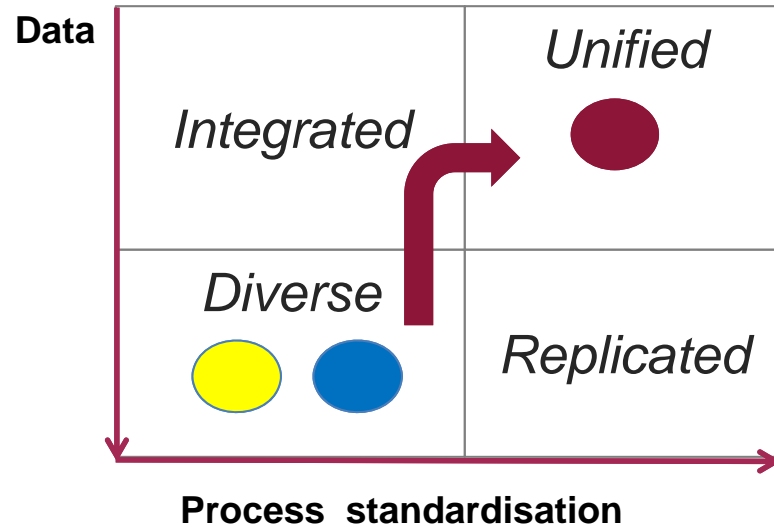 Data
Unified
Integrated
Diverse
Replicated
Process standardisation